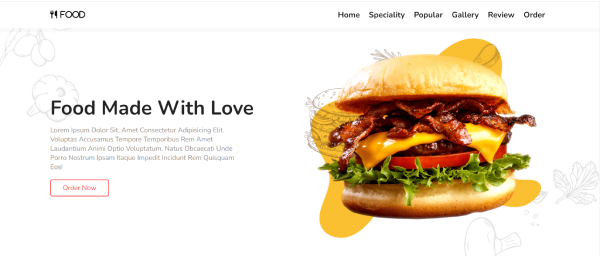 FOOD
Home Speciality Popular Gallery Review Order
Food Made With Love
Lorem Ipsum Dolor Sit, Amet Consectetur Adipisicing Elit.
Voluptas Accusamus Tempore Temporibus Rem Amet
Laudantium Animi Optio Voluptatum. Natus Obcaecati Unde
Porro Nostrum Ipsam Itaque Impedit Incidunt Rem Quisquam
Eos!
Order Now